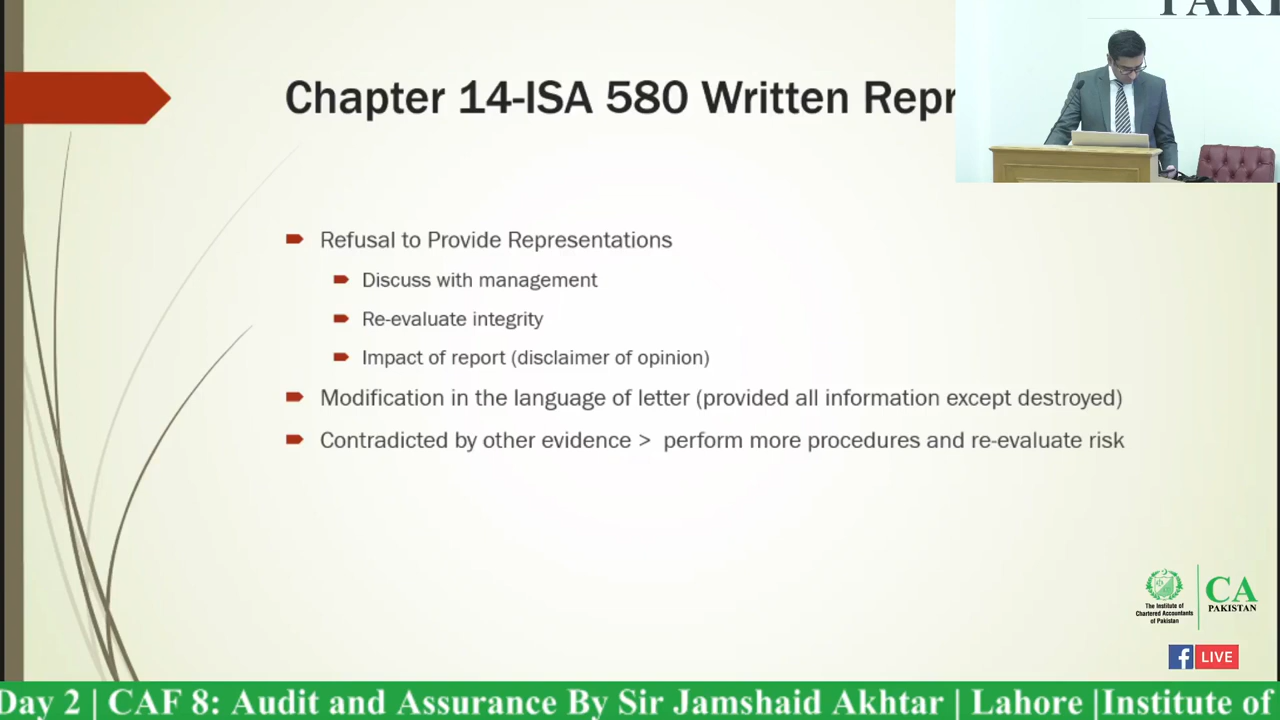 Chapter 14-ISA 580 Written Repr
Refusal to Provide Representations
Discuss with management
Re-evaluate integrity
Impact of report (disclaimer of opinion)
Modification in the language of letter (provided all information except destroyed)
Contradicted by other evidence > perform more procedures and re-evaluate risk
The Institute of
Chartered Accountants
of Pakistan
CA
PAKISTAN
f LIVE
Day 2 | CAF 8: Audit and Assurance By Sir Jamshaid Akhtar | Lahore |Institute of